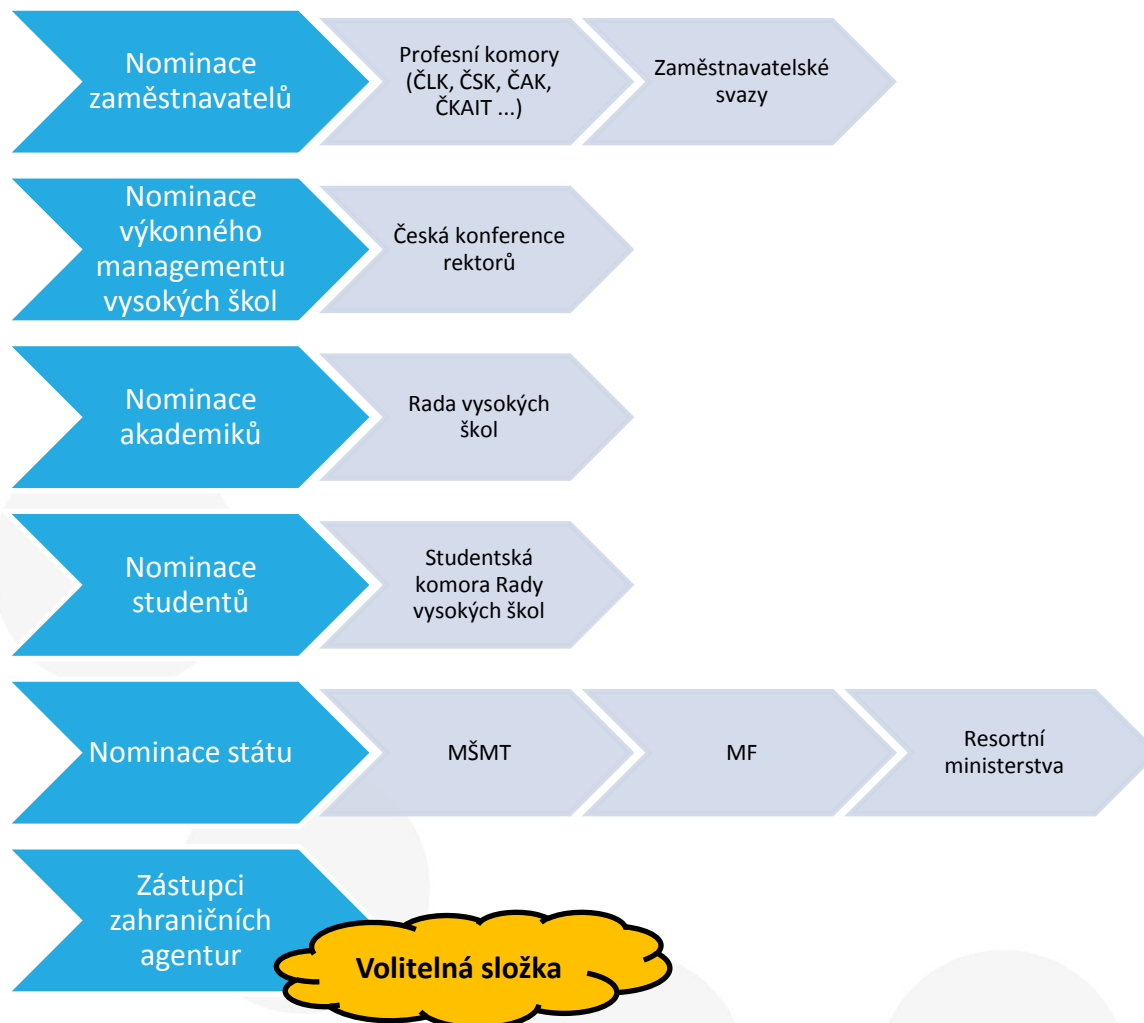 Nominace
zaměstnavatelů
Profesní komory
(ČLK, ČSK, ČAK,
ČKAIT ...)
Zaměstnavatelské
svazy
Nominace
výkonného
managementu
vysokých škol
Česká konference
rektorů
Nominace
akademiků
Rada vysokých
škol
Nominace
studentů
Studentská
komora Rady
vysokých škol
Nominace státu
MŠMT
MF
Resortní
ministerstva
Zástupci
zahraničních
agentur
Volitelná složka